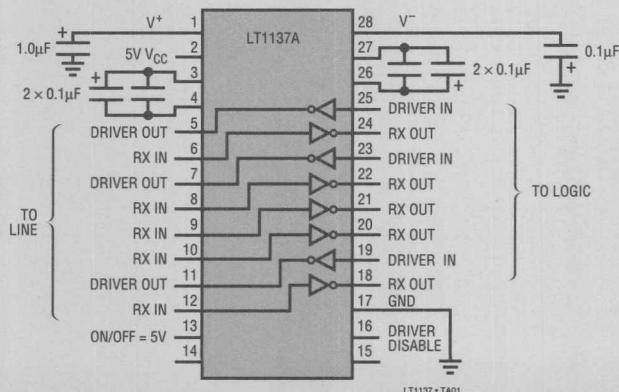 LT1137A
V+
1
1.0µF
+
5V VCC
2
3
+
2 × 0.1µF
4
DRIVER OUT
5
RX IN
6
DRIVER OUT
7
RX IN
8
RX IN
9
RX IN
10
DRIVER OUT
11
RX IN
12
ON/OFF = 5V
13
14
TO
LINE
28
V−
0.1µF
+
27
26
2 × 0.1µF
+
25
DRIVER IN
24
RX OUT
23
DRIVER IN
22
RX OUT
21
RX OUT
20
RX OUT
19
DRIVER IN
18
RX OUT
17
GND
16
DRIVER
DISABLE
15
TO LOGIC
LT1137 • TA01